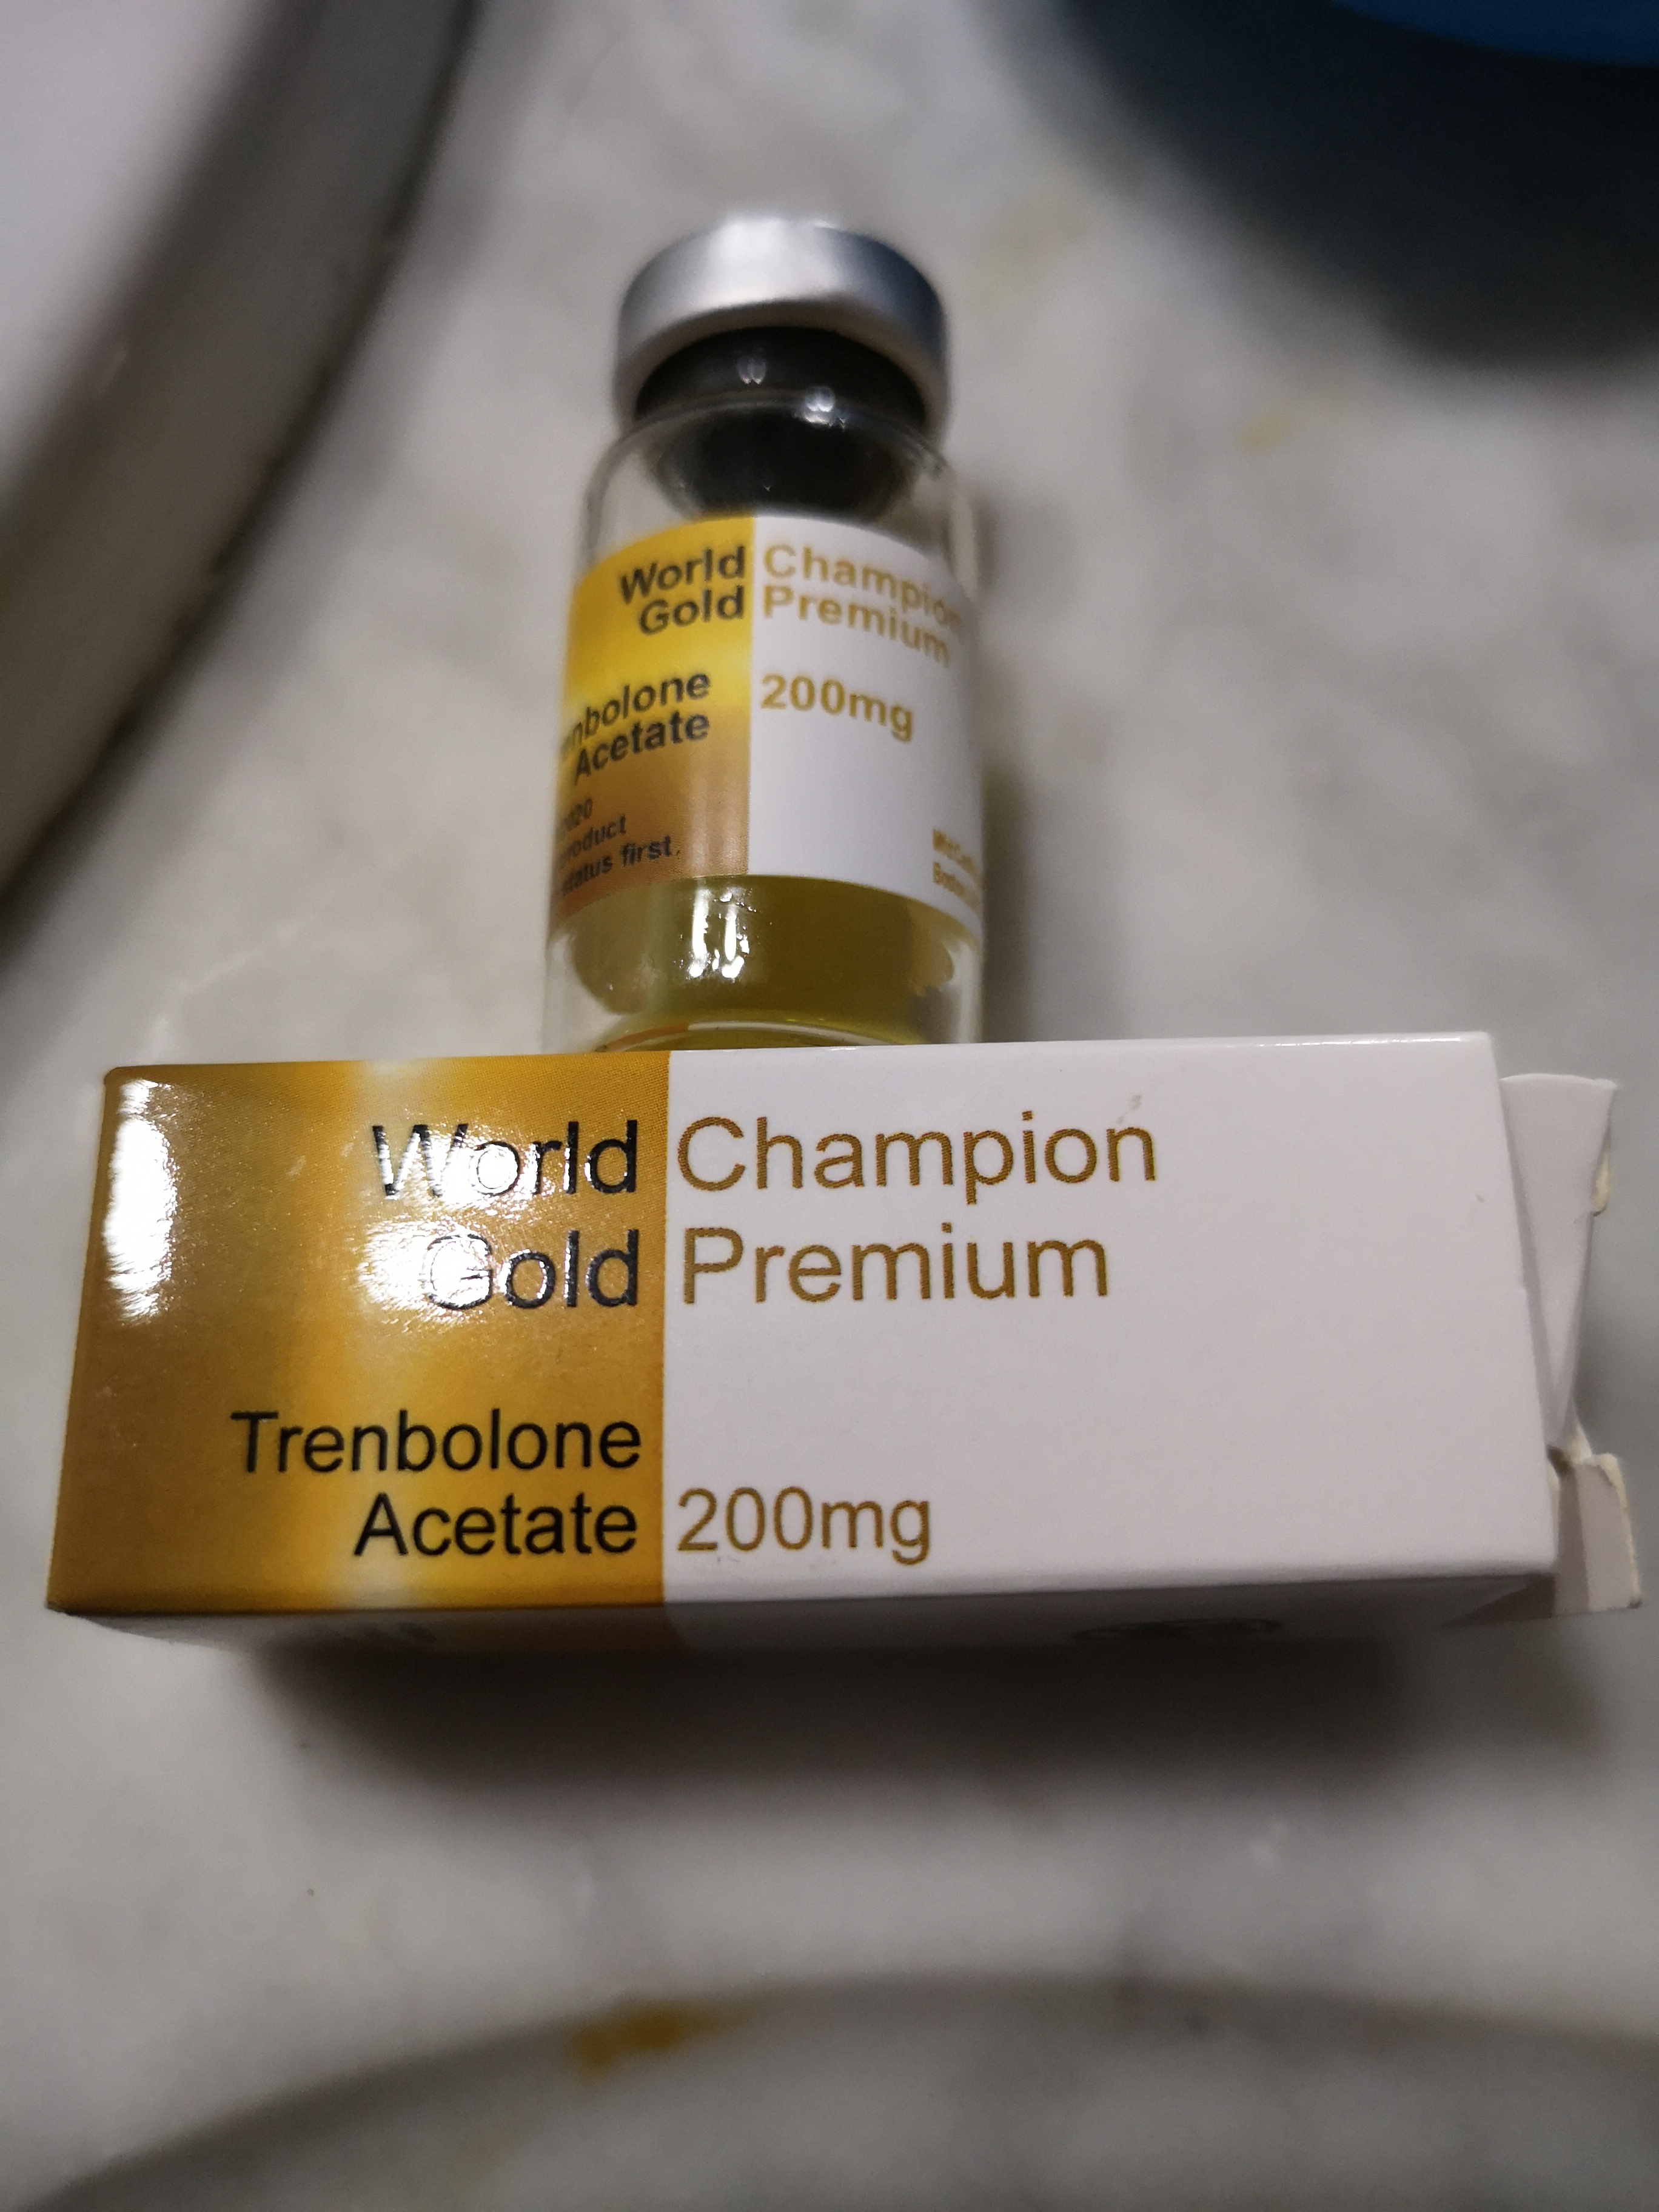 World Champion
Gold Premium
Acetate 200mg
status first.
World Champion
Gold Premium
Trenbolone
Acetate 200mg